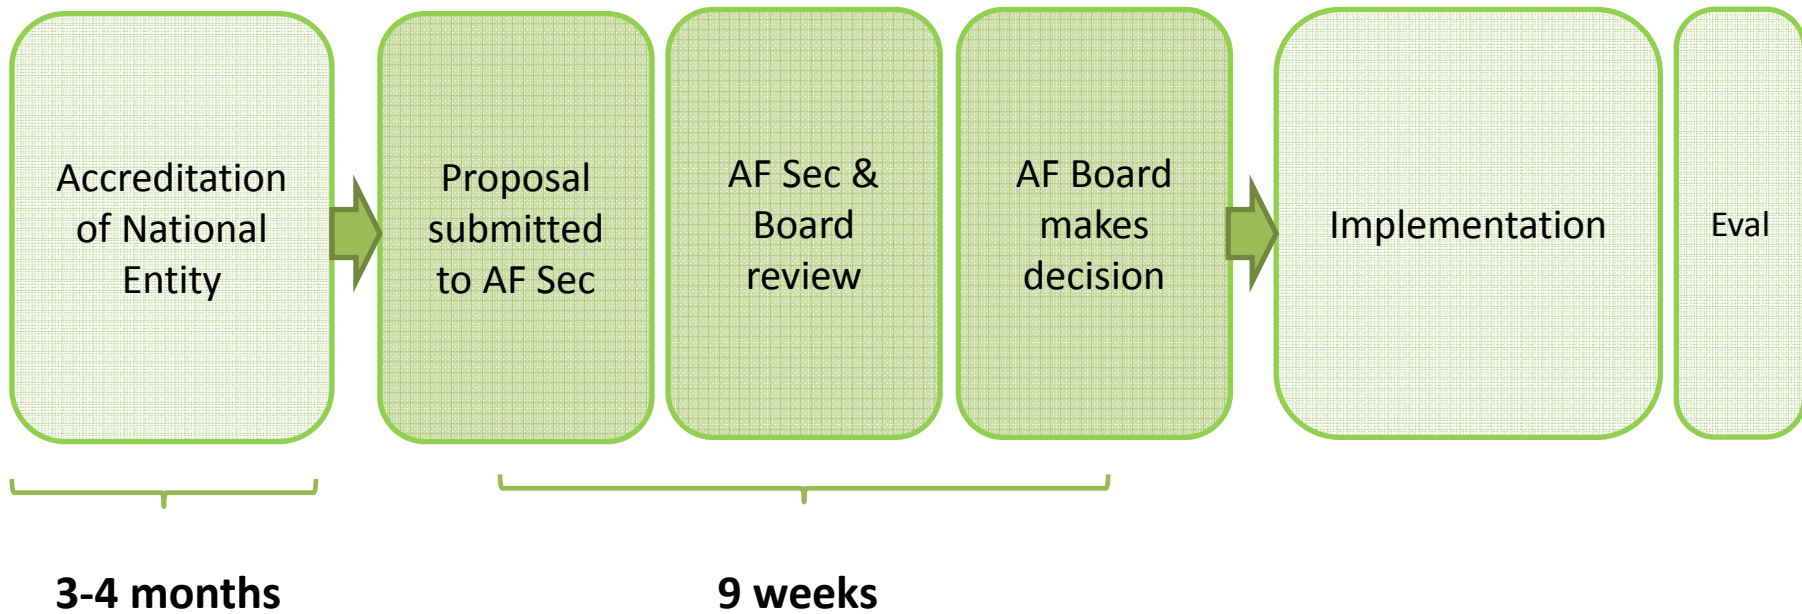 Accreditation
of National
Entity
Proposal
submitted
to AF Sec
AF Sec &
Board
review
AF Board
makes
decision
Implementation
Eval
3-4 months
9 weeks